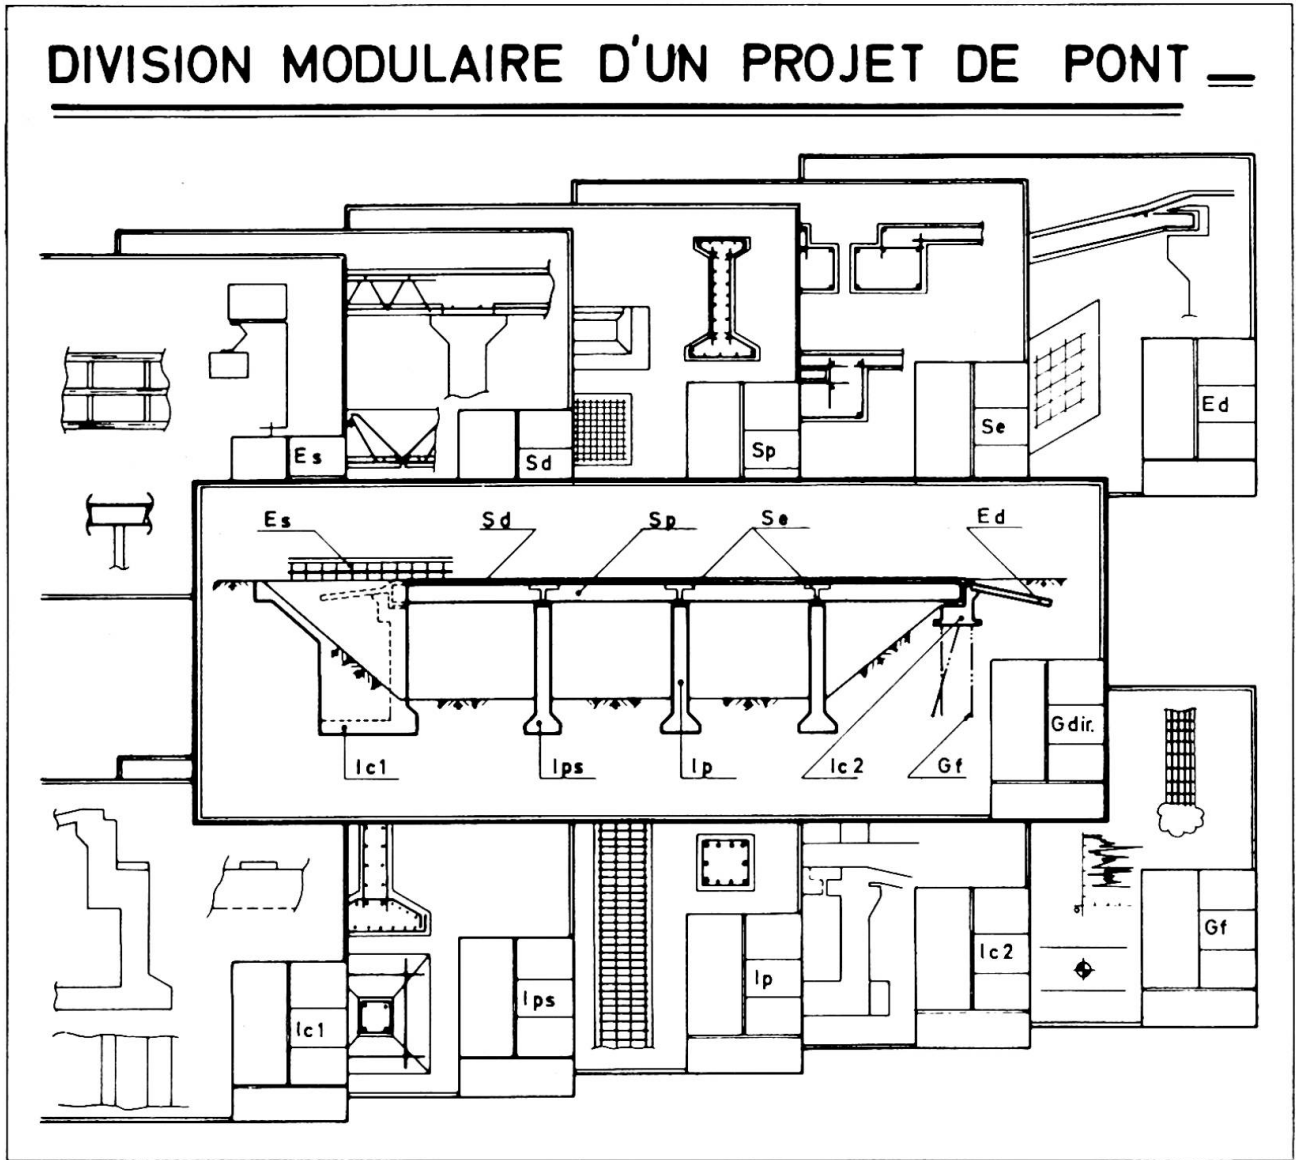 DIVISION MODULAIRE D'UN PROJET DE PONT
Es
Sd
Sp
Se
Ed
Es
Sd
Sp
Se
Ed
Ic1
Ips
Ip
Ic2
Gf
Gdir.
Ic1
Ips
Ip
Ic2
Gf